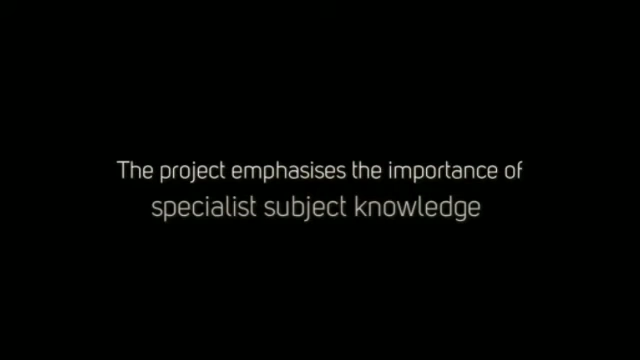 The project emphasises the importance of
specialist subject knowledge